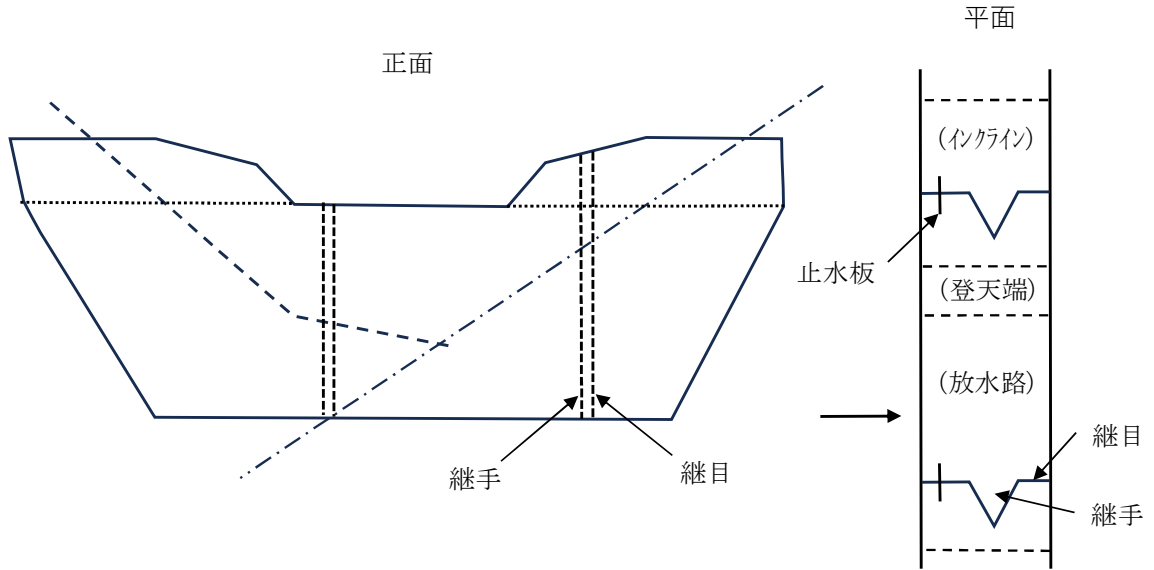 正面
継手
継目
平面
(インクライン)
止水板
(登天端)
(放水路)
継目
継手